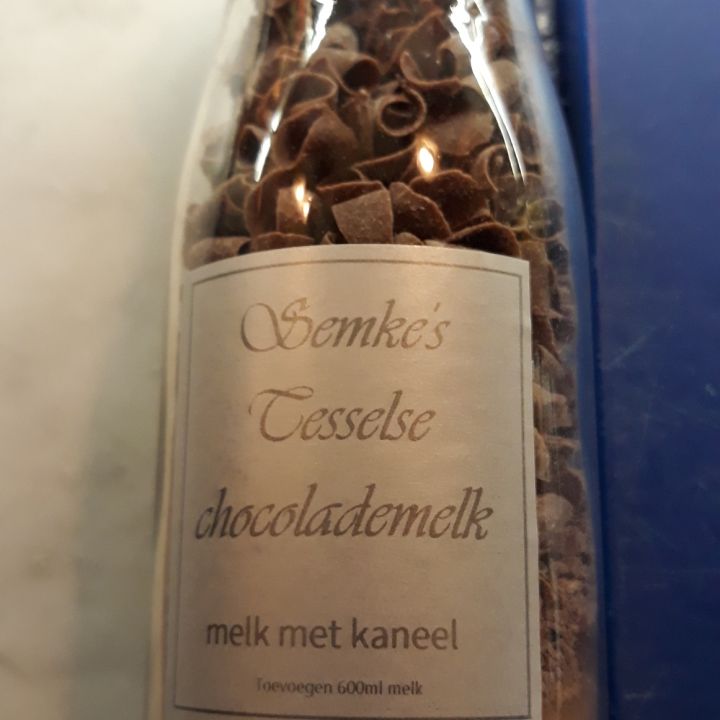 Semke's
Tesselse
chocolademelk
melk met kaneel
Toevoegen 600ml melk